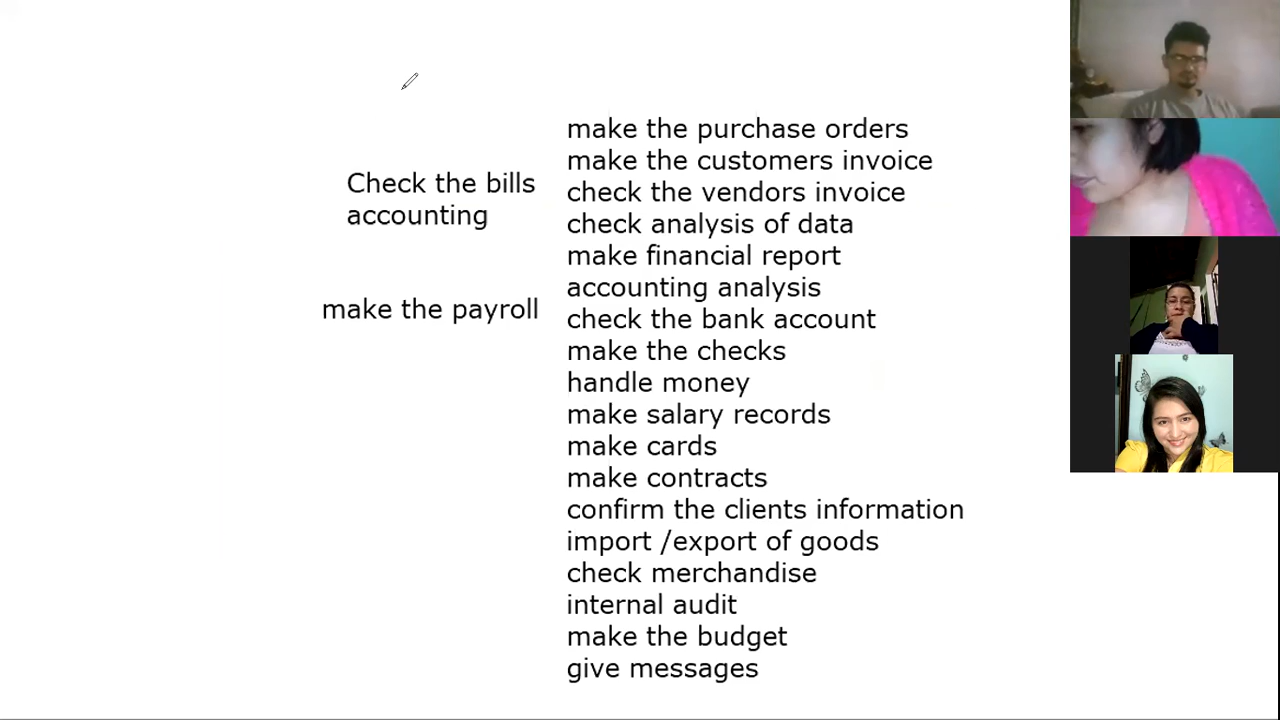 Check the bills
accounting
make the payroll
make the purchase orders
make the customers invoice
check the vendors invoice
check analysis of data
make financial report
accounting analysis
check the bank account
make the checks
handle money
make salary records
make cards
make contracts
confirm the clients information
import /export of goods
check merchandise
internal audit
make the budget
give messages